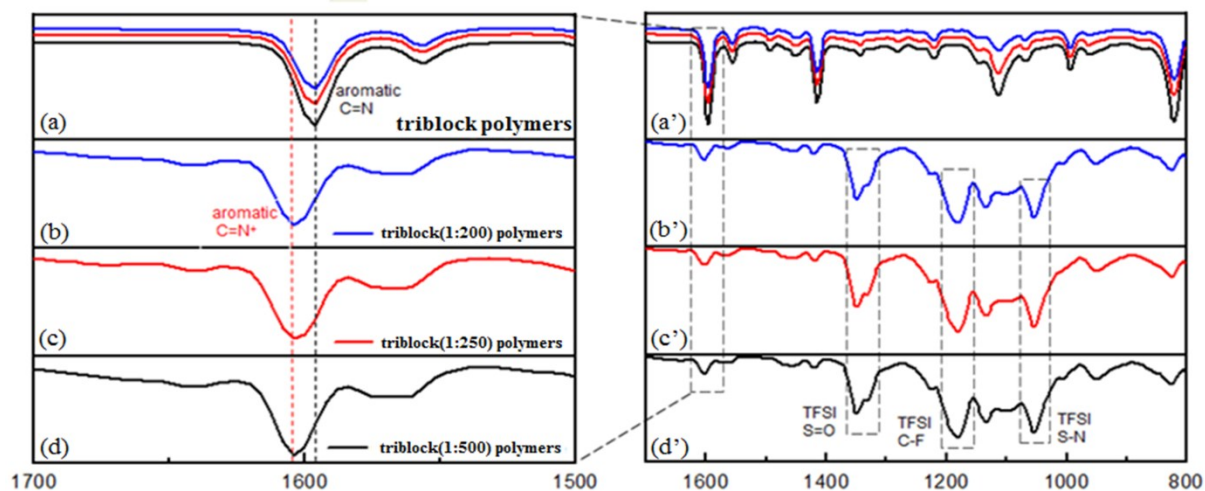 aromatic
C=N
(a)
triblock polymers
aromatic
C=N⁺
(b)
triblock(1:200) polymers
(c)
triblock(1:250) polymers
(d)
triblock(1:500) polymers
1700
1600
1500
(a’)
(b’)
(c’)
TFSI
S=O
TFSI
C-F
TFSI
S-N
(d’)
1600
1400
1200
1000
800